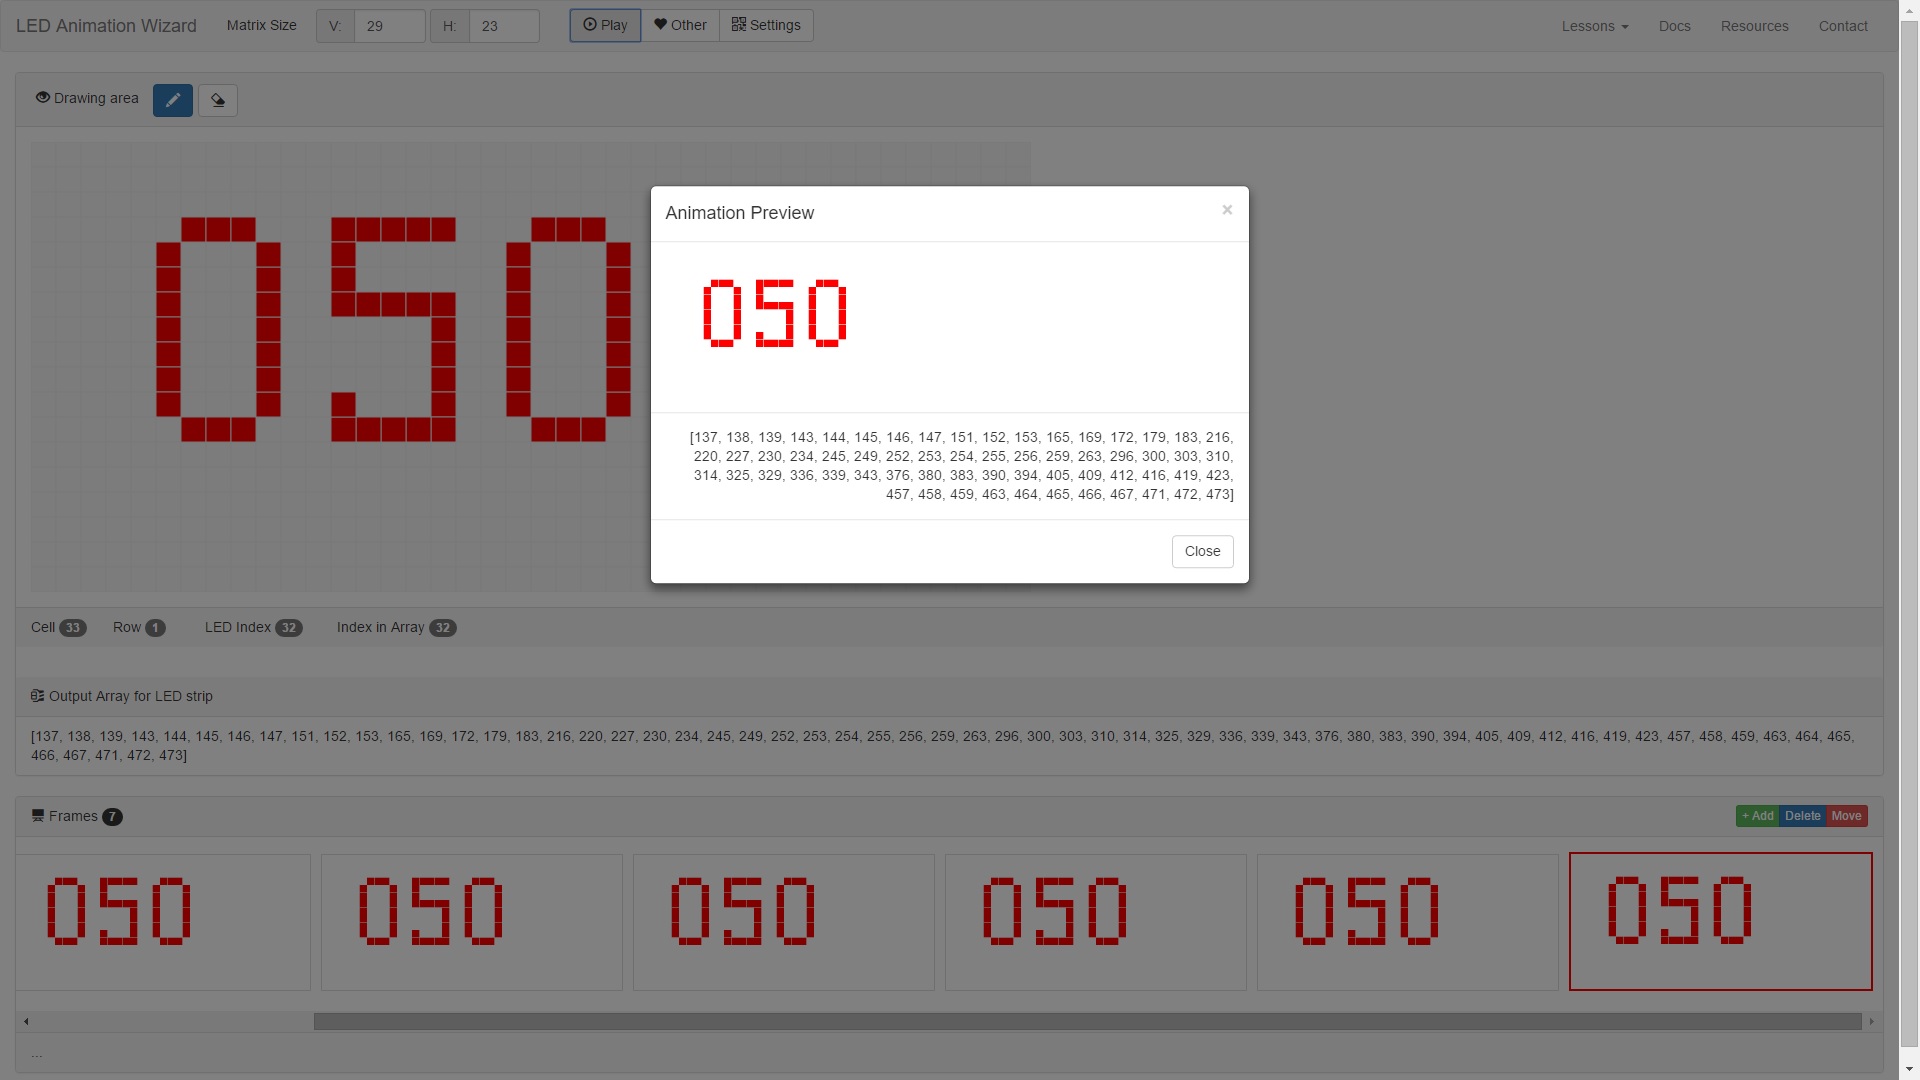 LED Animation Wizard Matrix Size V: 29 H: 23 Play Other Settings Lessons Docs Resources Contact
Drawing area
050
Animation Preview ×
050
[137, 138, 139, 143, 144, 145, 146, 147, 151, 152, 153, 165, 169, 172, 179, 183, 216,
220, 227, 230, 234, 245, 249, 252, 253, 254, 255, 256, 259, 263, 296, 300, 303, 310,
314, 325, 329, 336, 339, 343, 376, 380, 383, 390, 394, 405, 409, 412, 416, 419, 423,
457, 458, 459, 463, 464, 465, 466, 467, 471, 472, 473]
Close
Cell 33 Row 1 LED Index 32 Index in Array 32
Output Array for LED strip
[137, 138, 139, 143, 144, 145, 146, 147, 151, 152, 153, 165, 169, 172, 179, 183, 216, 220, 227, 230, 234, 245, 249, 252, 253, 254, 255, 256, 259, 263, 296, 300, 303, 310, 314, 325, 329, 336, 339, 343, 376, 380, 383, 390, 394, 405, 409, 412, 416, 419, 423, 457, 458, 459, 463, 464, 465,
466, 467, 471, 472, 473]
Frames 7 + Add Delete Move
050 050 050 050 050 050
...